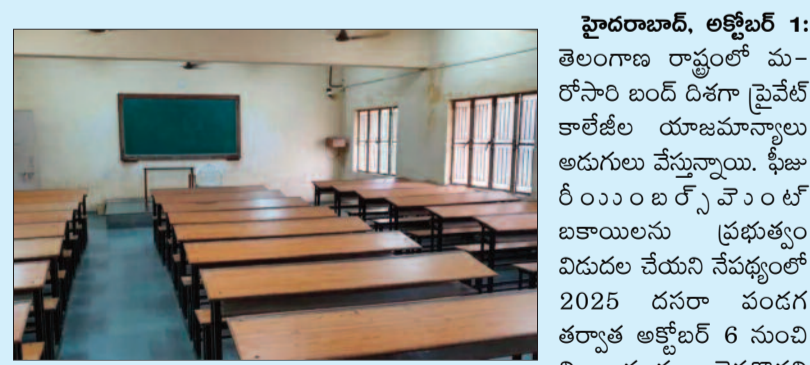 హైదరాబాద్, అక్టోబర్ 1:
తెలంగాణ రాష్ట్రంలో మ-
రోసారి బంద్ దిశగా ప్రైవేట్
కాలేజీల యాజమాన్యాలు
అడుగులు వేస్తున్నాయి. ఫీజు
రీయింబర్స్‌మెంట్
బకాయిలను ప్రభుత్వం
విడుదల చేయని నేపథ్యంలో
2025 దసరా పండగ
తర్వాత అక్టోబర్ 6 నుంచి